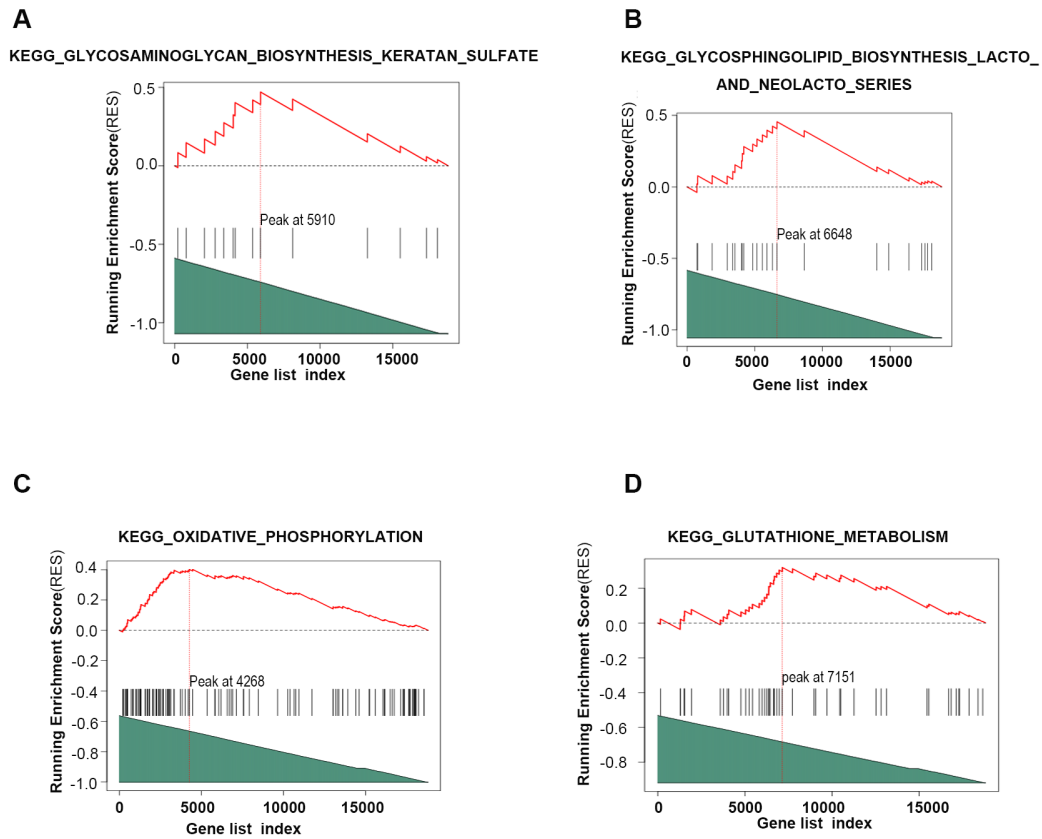 A
KEGG_GLYCOSAMINOGLYCAN_BIOSYNTHESIS_KERATAN_SULFATE
Running Enrichment Score(RES)
0.5
0.0
-0.5
-1.0
Peak at 5910
0 5000 10000 15000
Gene list index
B
KEGG_GLYCOSPHINGOLIPID_BIOSYNTHESIS_LACTO_
AND_NEOLACTO_SERIES
Running Enrichment Score(RES)
0.5
0.0
-0.5
-1.0
Peak at 6648
0 5000 10000 15000
Gene list index
C
KEGG_OXIDATIVE_PHOSPHORYLATION
Running Enrichment Score(RES)
0.4
0.2
0.0
-0.2
-0.4
-0.6
-0.8
-1.0
Peak at 4268
0 5000 10000 15000
Gene list index
D
KEGG_GLUTATHIONE_METABOLISM
Running Enrichment Score(RES)
0.2
0.0
-0.2
-0.4
-0.6
-0.8
peak at 7151
0 5000 10000 15000
Gene list index